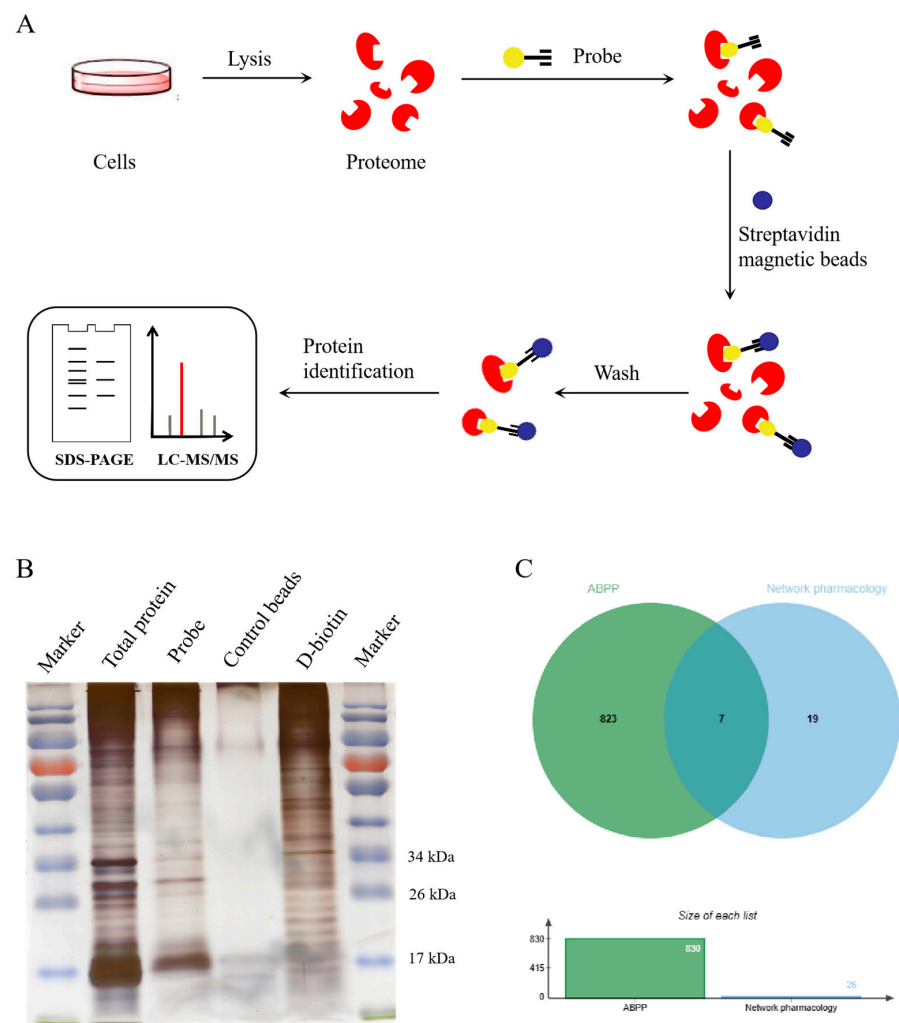 A
Lysis
Probe
Cells
Proteome
Streptavidin
magnetic beads
Protein
identification
Wash
SDS-PAGE
LC-MS/MS
B
Marker
Total protein
Probe
Control beads
D-biotin
Marker
34 kDa
26 kDa
17 kDa
C
ABPP
Network pharmacology
823
7
19
Size of each list
830
415
0
830
26
ABPP
Network pharmacology